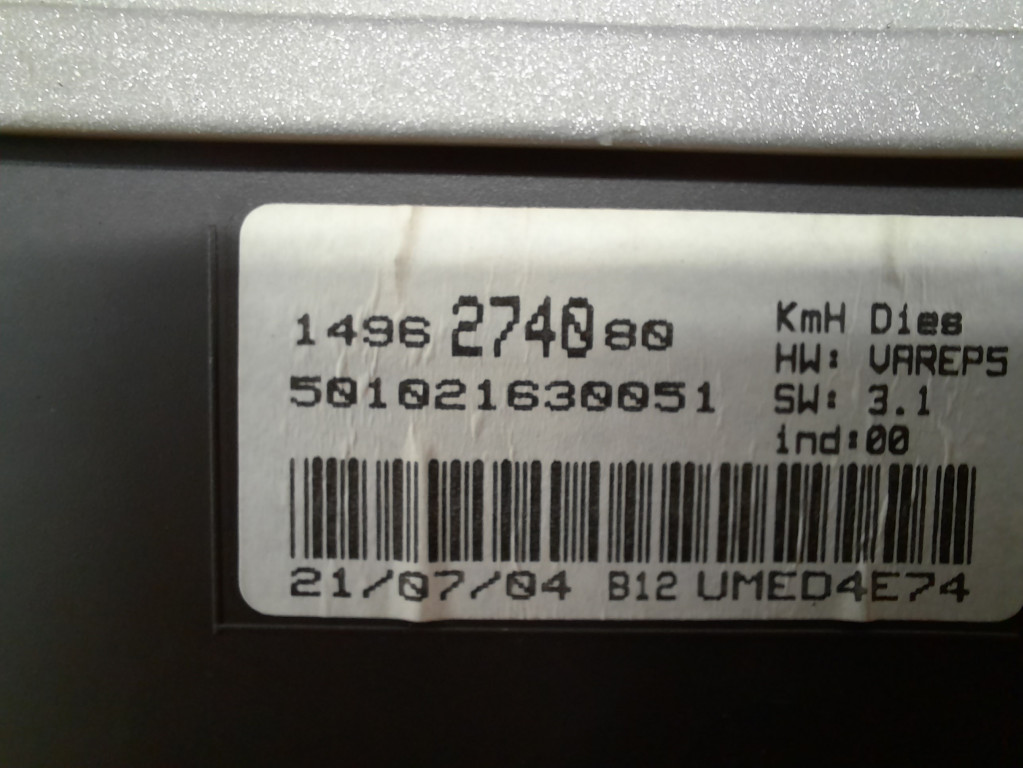 1496 2740 80
501021630051
KmH Dies
HW: VAREP5
SW: 3.1
ind:00
21/07/04 B12 UMED4E74